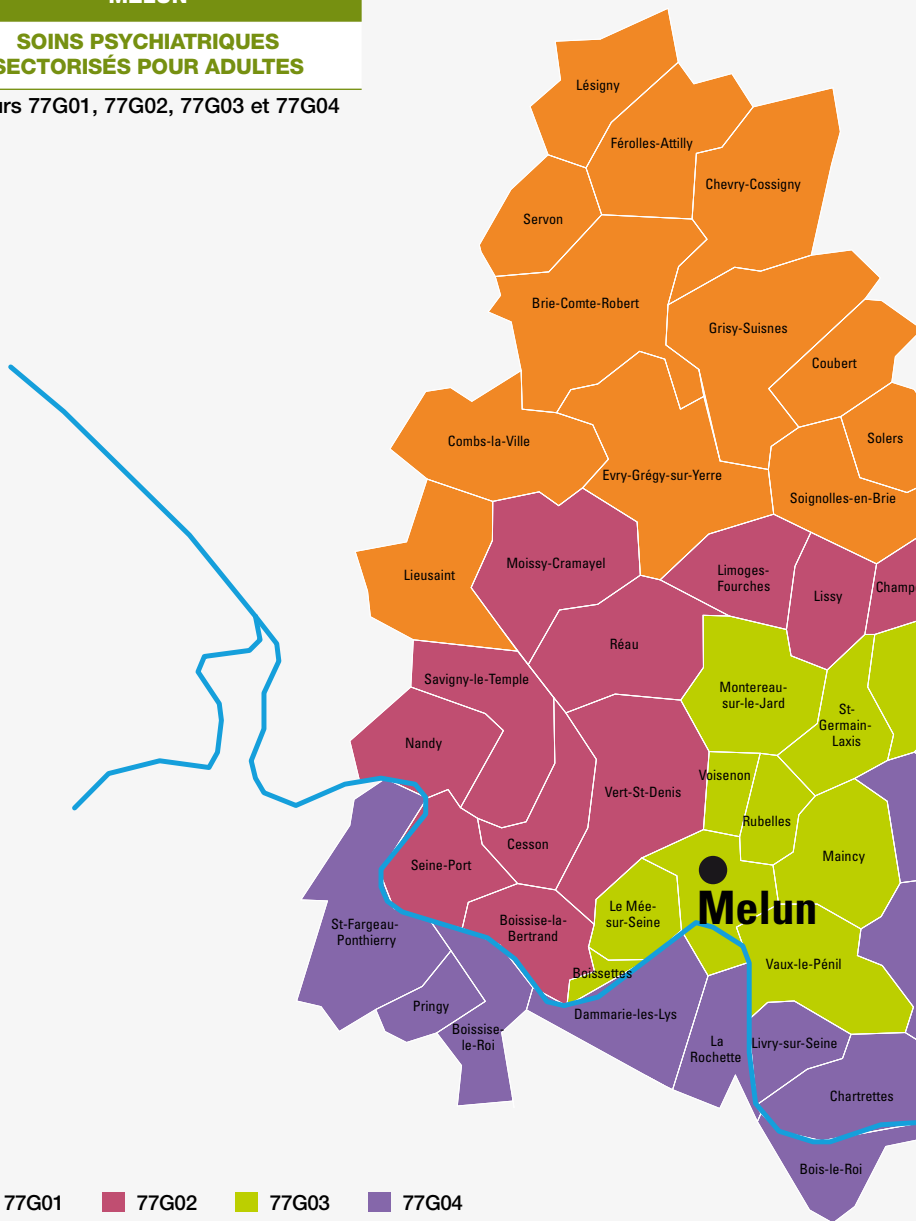 MELUN
SOINS PSYCHIATRIQUES
SECTORISÉS POUR ADULTES
77G01, 77G02, 77G03 et 77G04
Lésigny
Férolles-Attilly
Chevry-Cossigny
Servon
Brie-Comte-Robert
Grisy-Suisnes
Coubert
Combs-la-Ville
Solers
Evry-Grégy-sur-Yerre
Soignolles-en-Brie
Moissy-Cramayel
Lieusaint
Limoges-
Fourches
Lissy
Champ
Réau
Savigny-le-Temple
Montereau-
sur-le-Jard
St-
Germain-
Laxis
Nandy
Voisenon
Vert-St-Denis
Rubelles
Cesson
Maincy
Seine-Port
Melun
Le Mée-
sur-Seine
Boissise-la-
Bertrand
St-Fargeau-
Ponthierry
Vaux-le-Pénil
Boissettes
Pringy
Dammarie-les-Lys
Boissise-
le-Roi
La
Rochette
Livry-sur-Seine
Chartrettes
Bois-le-Roi
77G01 77G02 77G03 77G04